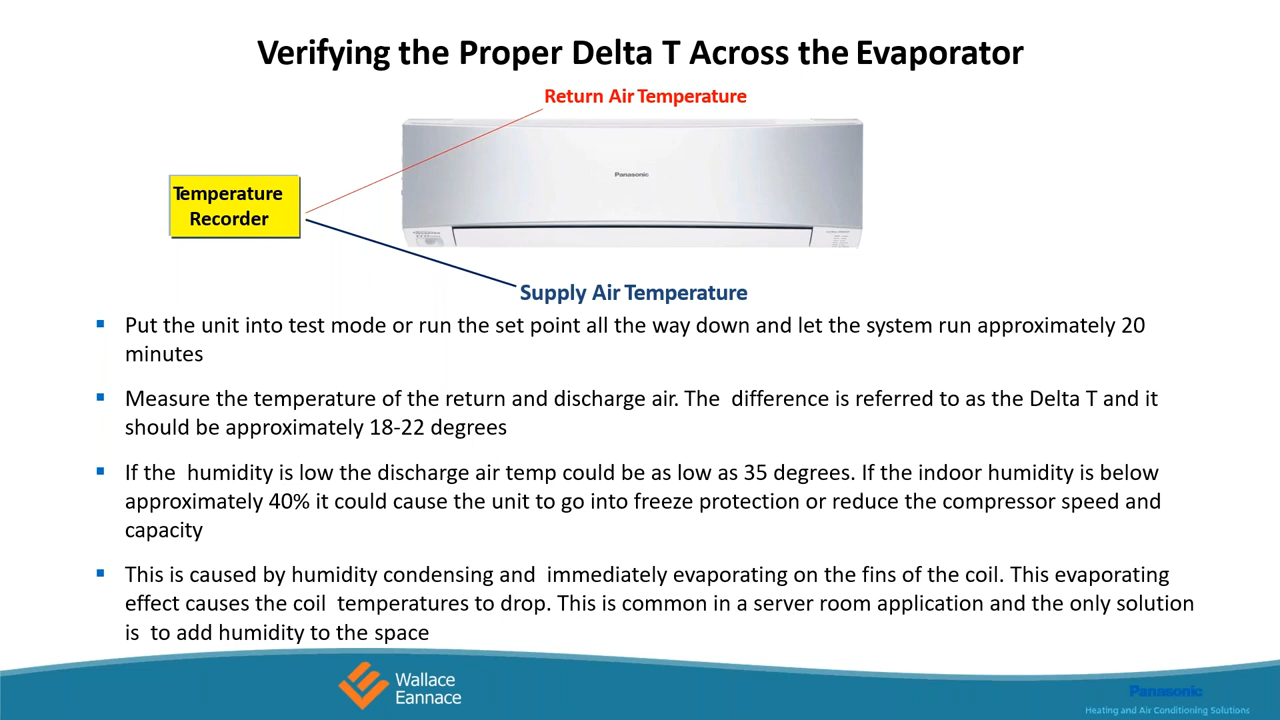 Verifying the Proper Delta T Across the Evaporator
Return Air Temperature
Panasonic
Temperature
Recorder
Supply Air Temperature
Put the unit into test mode or run the set point all the way down and let the system run approximately 20
minutes
Measure the temperature of the return and discharge air. The difference is referred to as the Delta T and it
should be approximately 18-22 degrees
If the humidity is low the discharge air temp could be as low as 35 degrees. If the indoor humidity is below
approximately 40% it could cause the unit to go into freeze protection or reduce the compressor speed and
capacity
This is caused by humidity condensing and immediately evaporating on the fins of the coil. This evaporating
effect causes the coil temperatures to drop. This is common in a server room application and the only solution
is to add humidity to the space
Wallace
Eannace
Panasonic
Heating and Air Conditioning Solutions